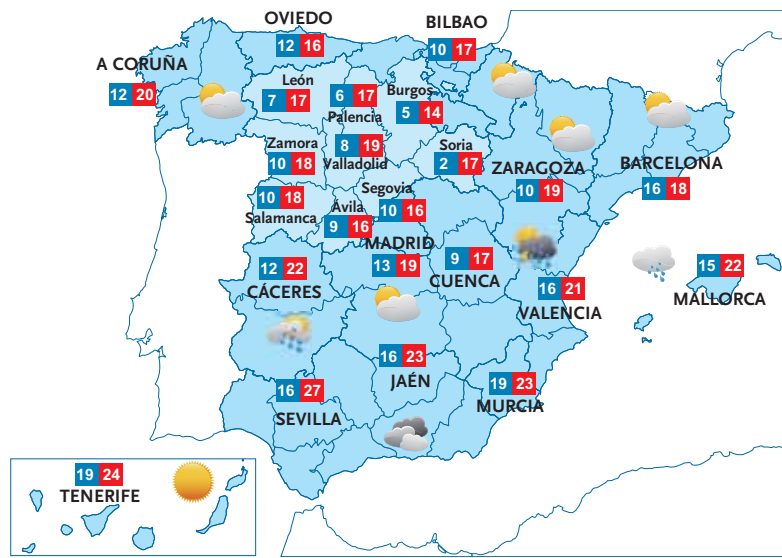 OVIEDO
12 16
BILBAO
10 17
A CORUÑA
12 20
León
7 17
6 17
Palencia
Burgos
5 14
Zamora
10 18
8 19
Valladolid
Soria
2 17
ZARAGOZA
10 19
BARCELONA
16 18
10 18
Salamanca
Ávila
9 16
Segovia
10 16
MADRID
13 19
9 17
CUENCA
12 22
CÁCERES
16 21
VALENCIA
15 22
MALLORCA
16 23
JAÉN
19 23
MURCIA
16 27
SEVILLA
19 24
TENERIFE